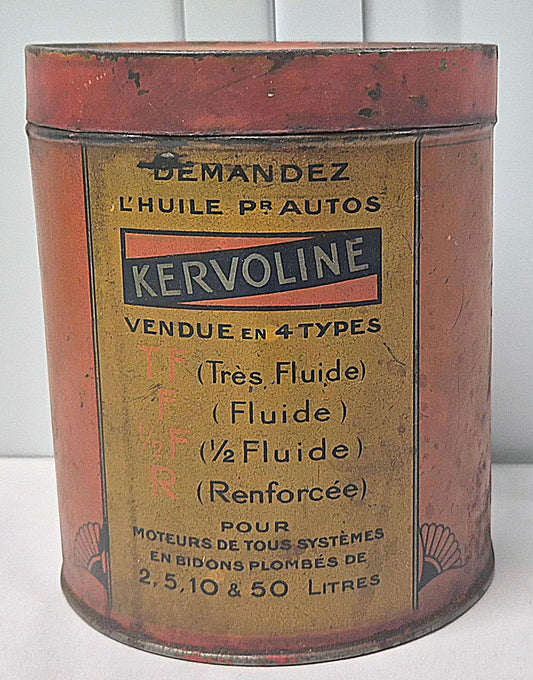 DEMANDEZ
L'HUILE PR AUTOS
KERVOLINE
VENDUE EN 4 TYPES
TF (Très Fluide)
F (Fluide)
1/2F (1/2 Fluide)
R (Renforcée)
POUR
MOTEURS DE TOUS SYSTÈMES
EN BIDONS PLOMBÉS DE
2, 5, 10 & 50 LITRES